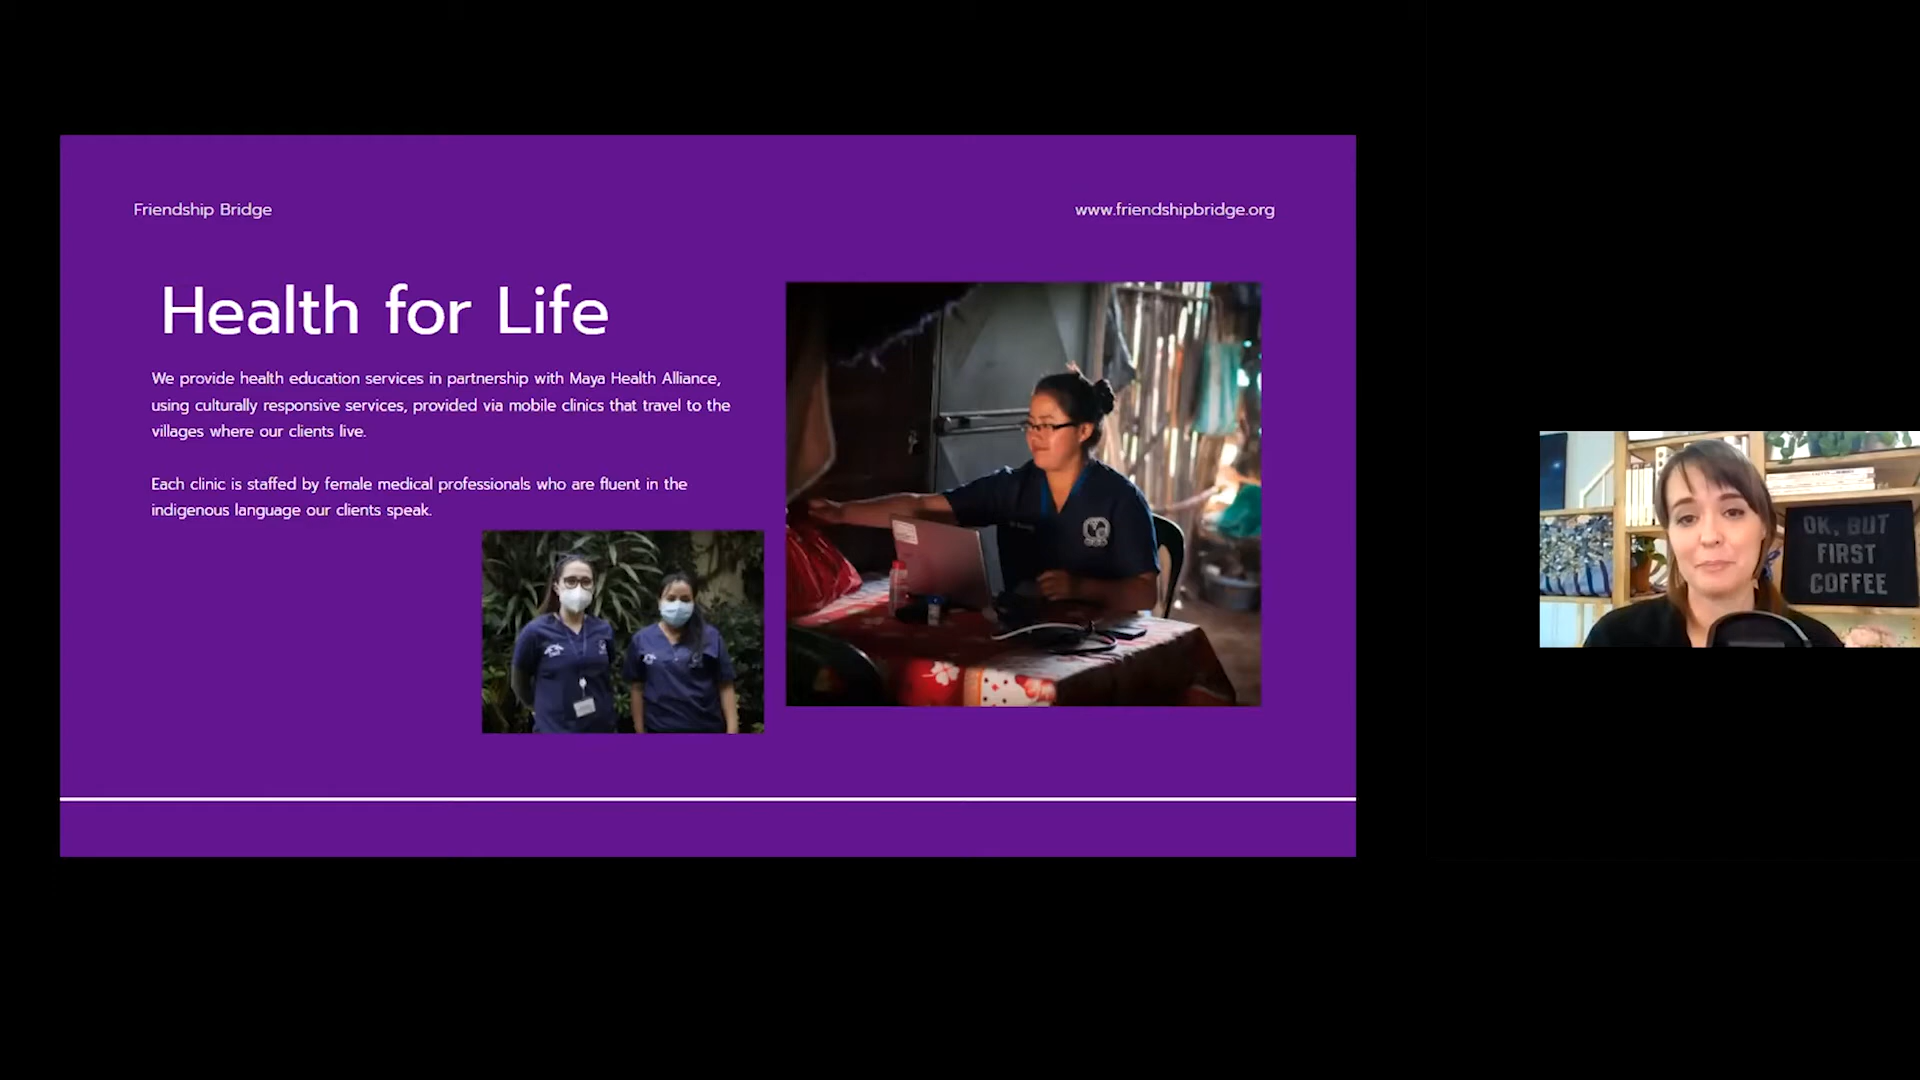 Friendship Bridge
www.friendshipbridge.org
Health for Life
We provide health education services in partnership with Maya Health Alliance,
using culturally responsive services, provided via mobile clinics that travel to the
villages where our clients live.
Each clinic is staffed by female medical professionals who are fluent in the
indigenous language our clients speak.
OK, BUT
FIRST
COFFEE